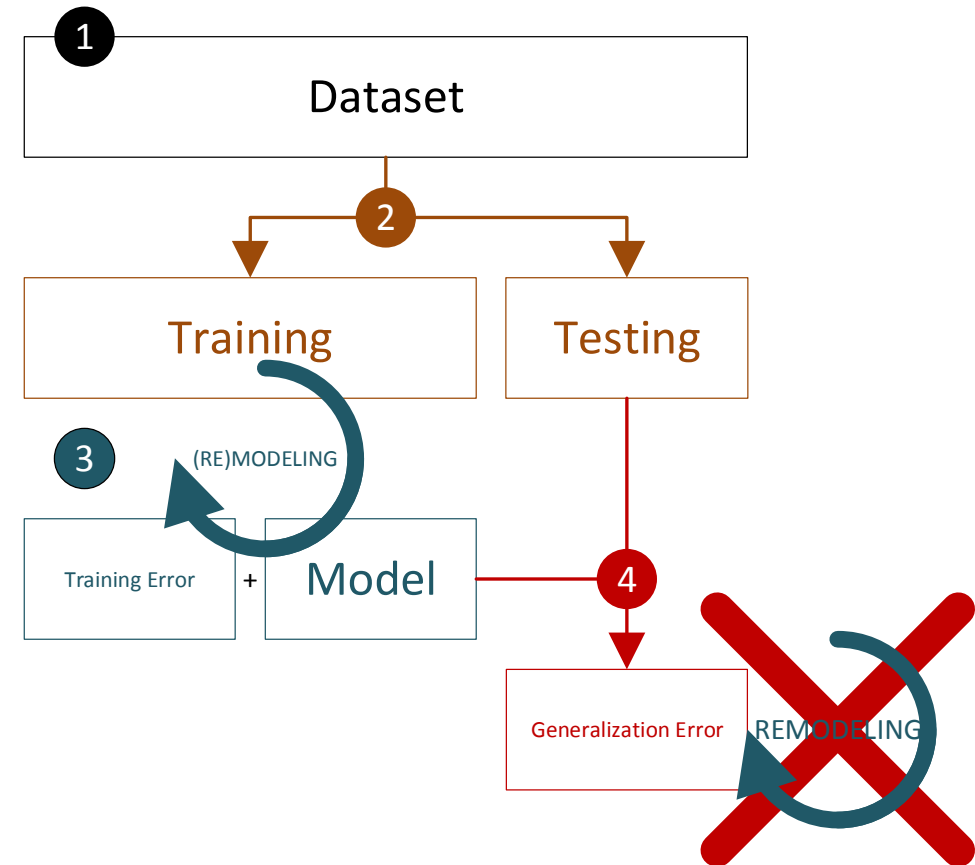 1
Dataset
2
Training
Testing
3
(RE)MODELING
Training Error
+
Model
4
Generalization Error
REMODELING